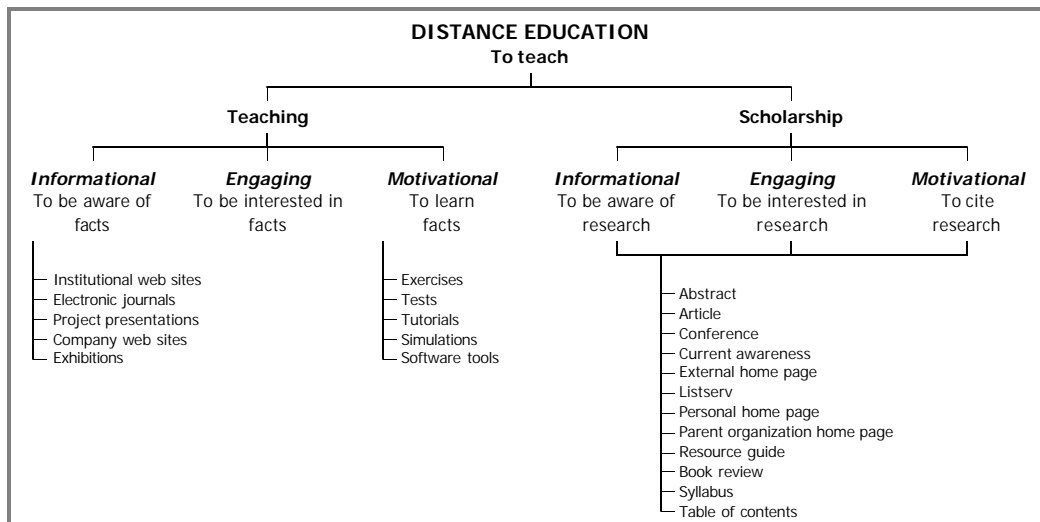 DISTANCE EDUCATION
To teach
Teaching
Scholarship
Informational
To be aware of
facts
Engaging
To be interested in
facts
Motivational
To learn
facts
Informational
To be aware of
research
Engaging
To be interested in
research
Motivational
To cite
research
Institutional web sites
Electronic journals
Project presentations
Company web sites
Exhibitions
Exercises
Tests
Tutorials
Simulations
Software tools
Abstract
Article
Conference
Current awareness
External home page
Listserv
Personal home page
Parent organization home page
Resource guide
Book review
Syllabus
Table of contents